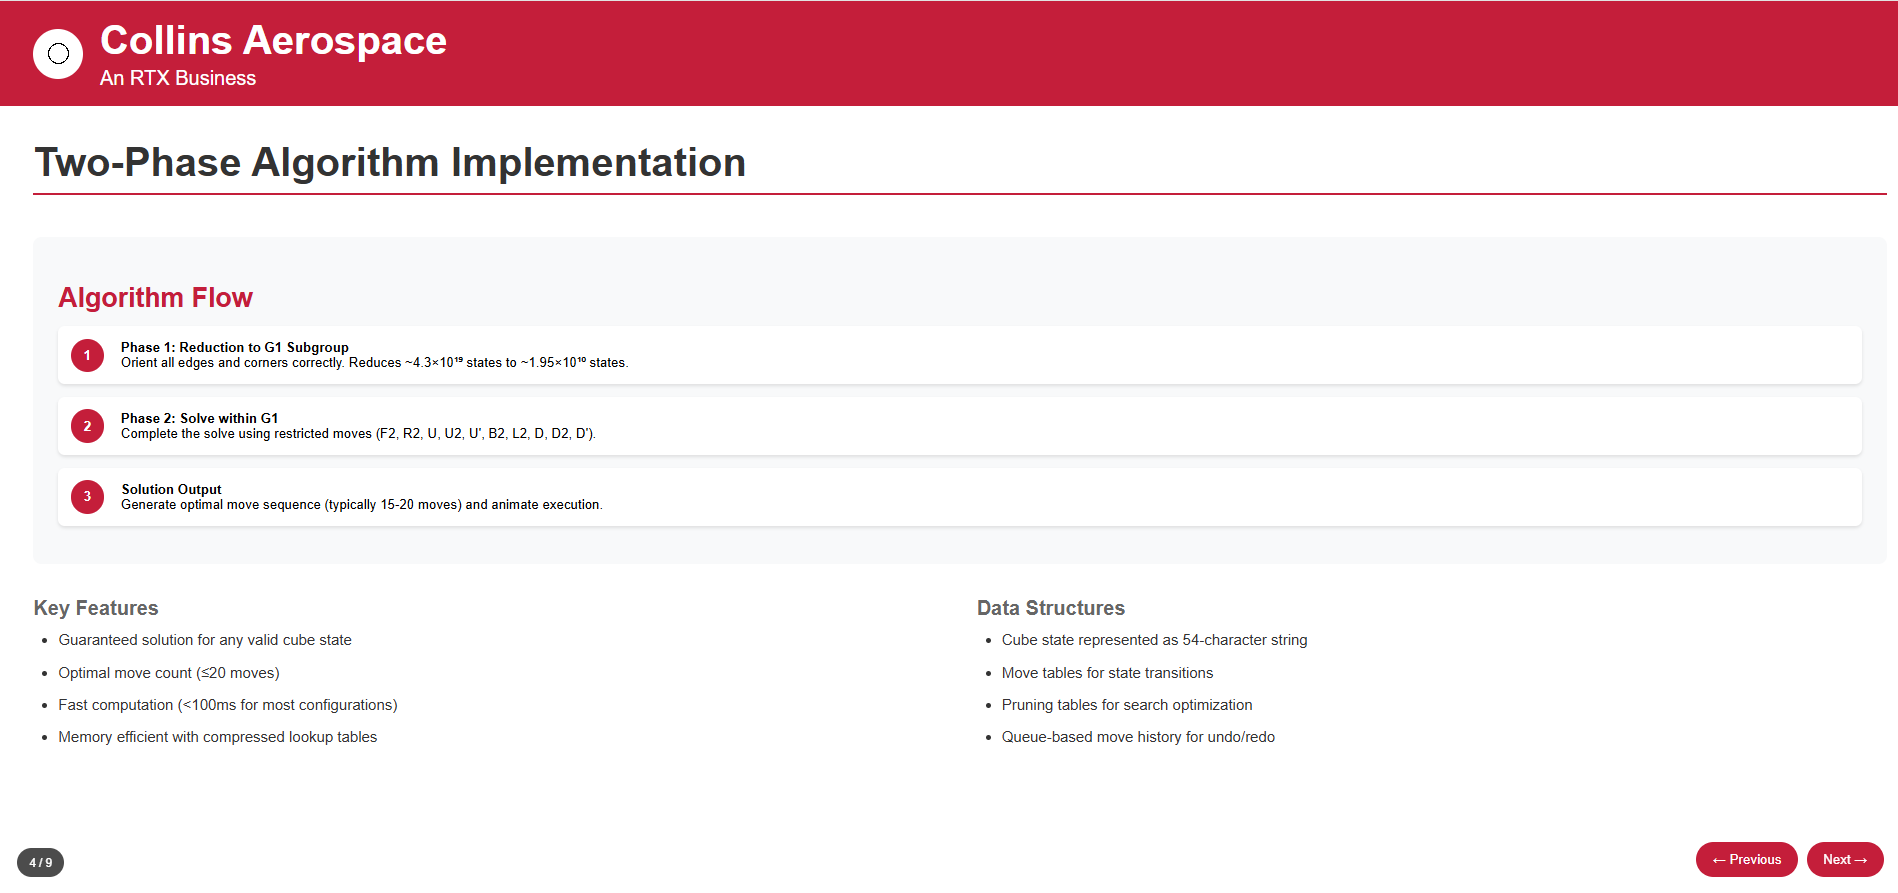 Collins Aerospace
An RTX Business
Two-Phase Algorithm Implementation
Algorithm Flow
1
Phase 1: Reduction to G1 Subgroup
Orient all edges and corners correctly. Reduces ~4.3×10¹⁹ states to ~1.95×10¹⁰ states.
2
Phase 2: Solve within G1
Complete the solve using restricted moves (F2, R2, U, U2, U', B2, L2, D, D2, D').
3
Solution Output
Generate optimal move sequence (typically 15-20 moves) and animate execution.
Key Features
• Guaranteed solution for any valid cube state
• Optimal move count (≤20 moves)
• Fast computation (<100ms for most configurations)
• Memory efficient with compressed lookup tables
Data Structures
• Cube state represented as 54-character string
• Move tables for state transitions
• Pruning tables for search optimization
• Queue-based move history for undo/redo
4 / 9
← Previous
Next →